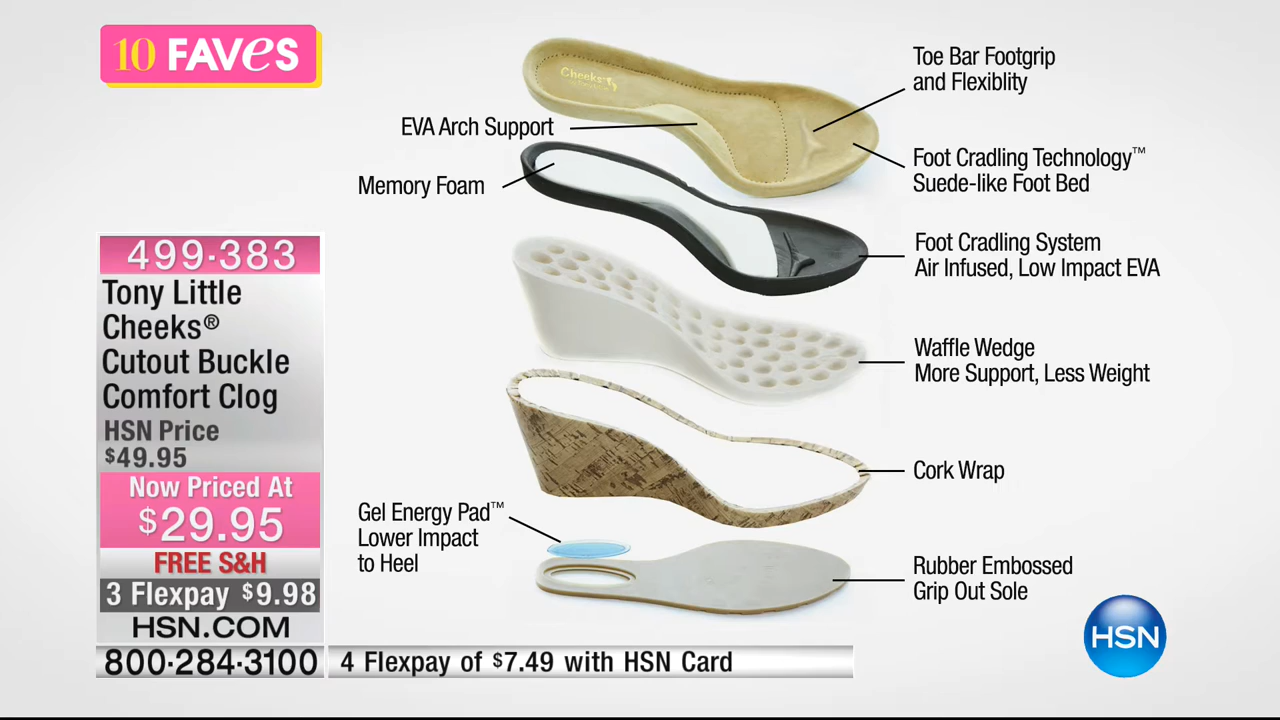 10 FAVeS
Toe Bar Footgrip
and Flexiblity
Cheeks
EVA Arch Support
Foot Cradling Technology™
Suede-like Foot Bed
Memory Foam
Foot Cradling System
Air Infused, Low Impact EVA
499·383
Tony Little
Cheeks®
Cutout Buckle
Comfort Clog
HSN Price
$49.95
Now Priced At
$29.95
FREE S&H
3 Flexpay $9.98
HSN.COM
800·284·3100
4 Flexpay of $7.49 with HSN Card
Waffle Wedge
More Support, Less Weight
Cork Wrap
Gel Energy Pad™
Lower Impact
to Heel
Rubber Embossed
Grip Out Sole
HSN